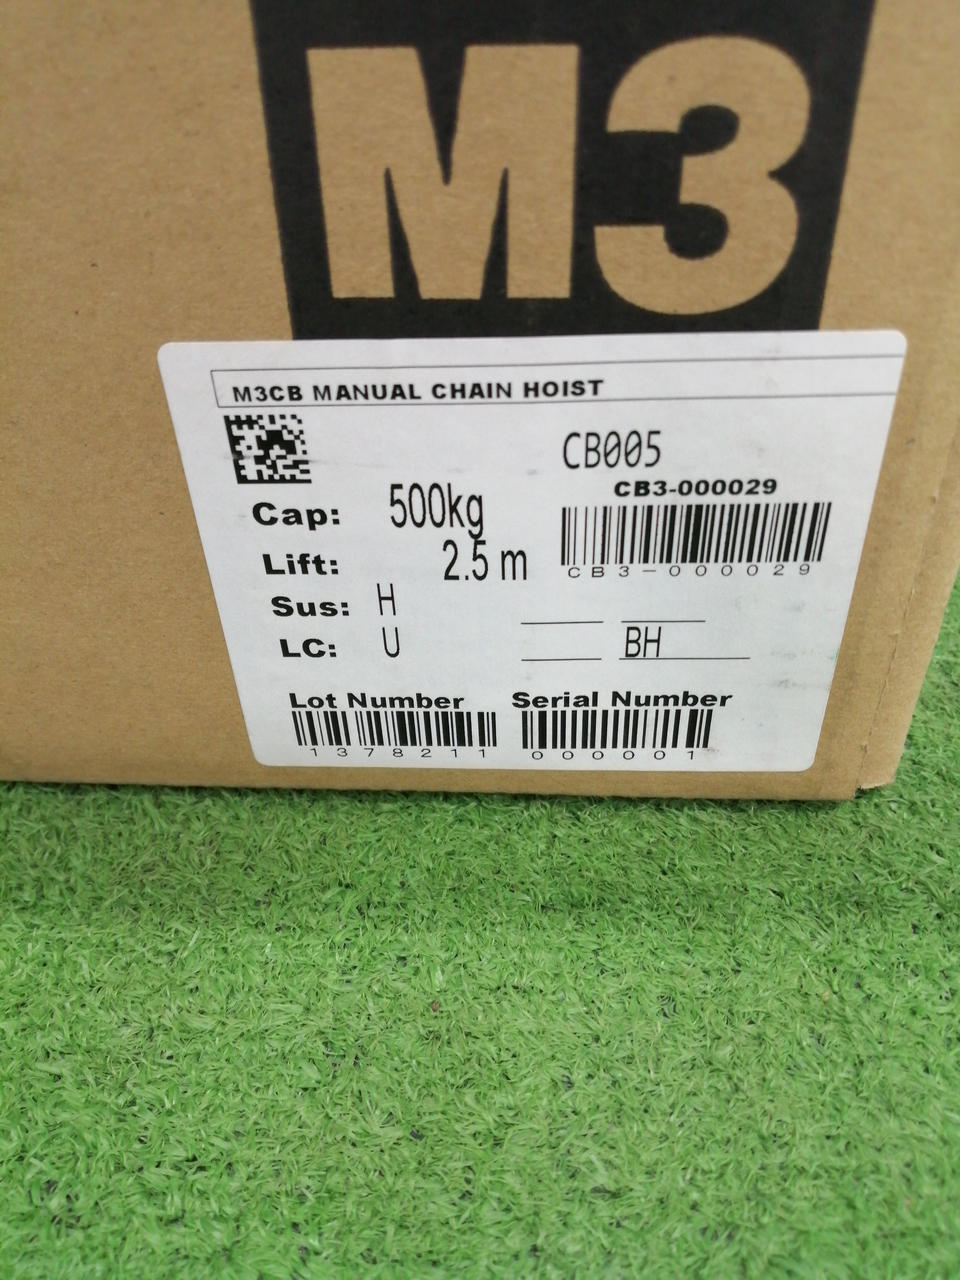 M3
M3CB MANUAL CHAIN HOIST
CB005
CB3-000029
CB3-000029
Cap: 500kg
Lift: 2.5 m
Sus: H
LC: U
BH
Lot Number Serial Number
1378211 000001